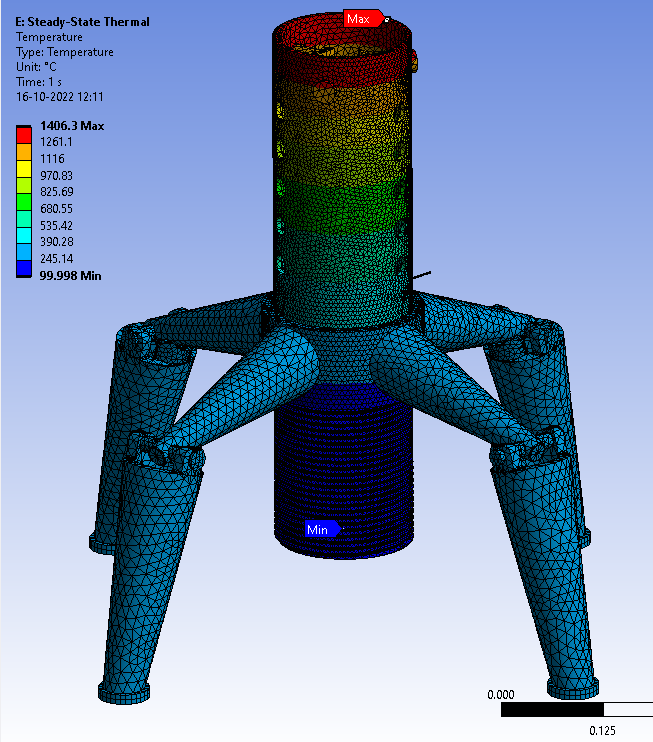 E: Steady-State Thermal
Temperature
Type: Temperature
Unit: °C
Time: 1 s
16-10-2022 12:11
1406.3 Max
1261.1
1116
970.83
825.69
680.55
535.42
390.28
245.14
99.998 Min
Max
Min
0.000
0.125